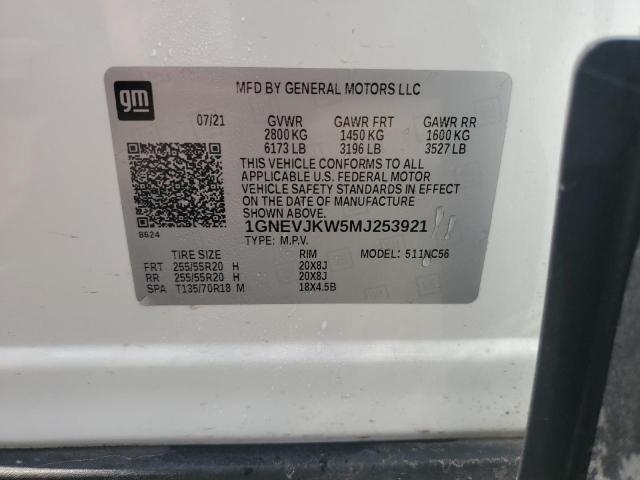 gm
MFD BY GENERAL MOTORS LLC
07/21 GVWR GAWR FRT GAWR RR
2800 KG 1450 KG 1600 KG
6173 LB 3196 LB 3527 LB
THIS VEHICLE CONFORMS TO ALL
APPLICABLE U.S. FEDERAL MOTOR
VEHICLE SAFETY STANDARDS IN EFFECT
ON THE DATE OF MANUFACTURE
1GNEVJKW5MJ253921
8624 TYPE: M.P.V.
TIRE SIZE RIM MODEL: 511NC56
FRT 255/55R20 H 20X8J
RR 255/55R20 H 20X8J
SPA T135/70R18 M 18X4.5B